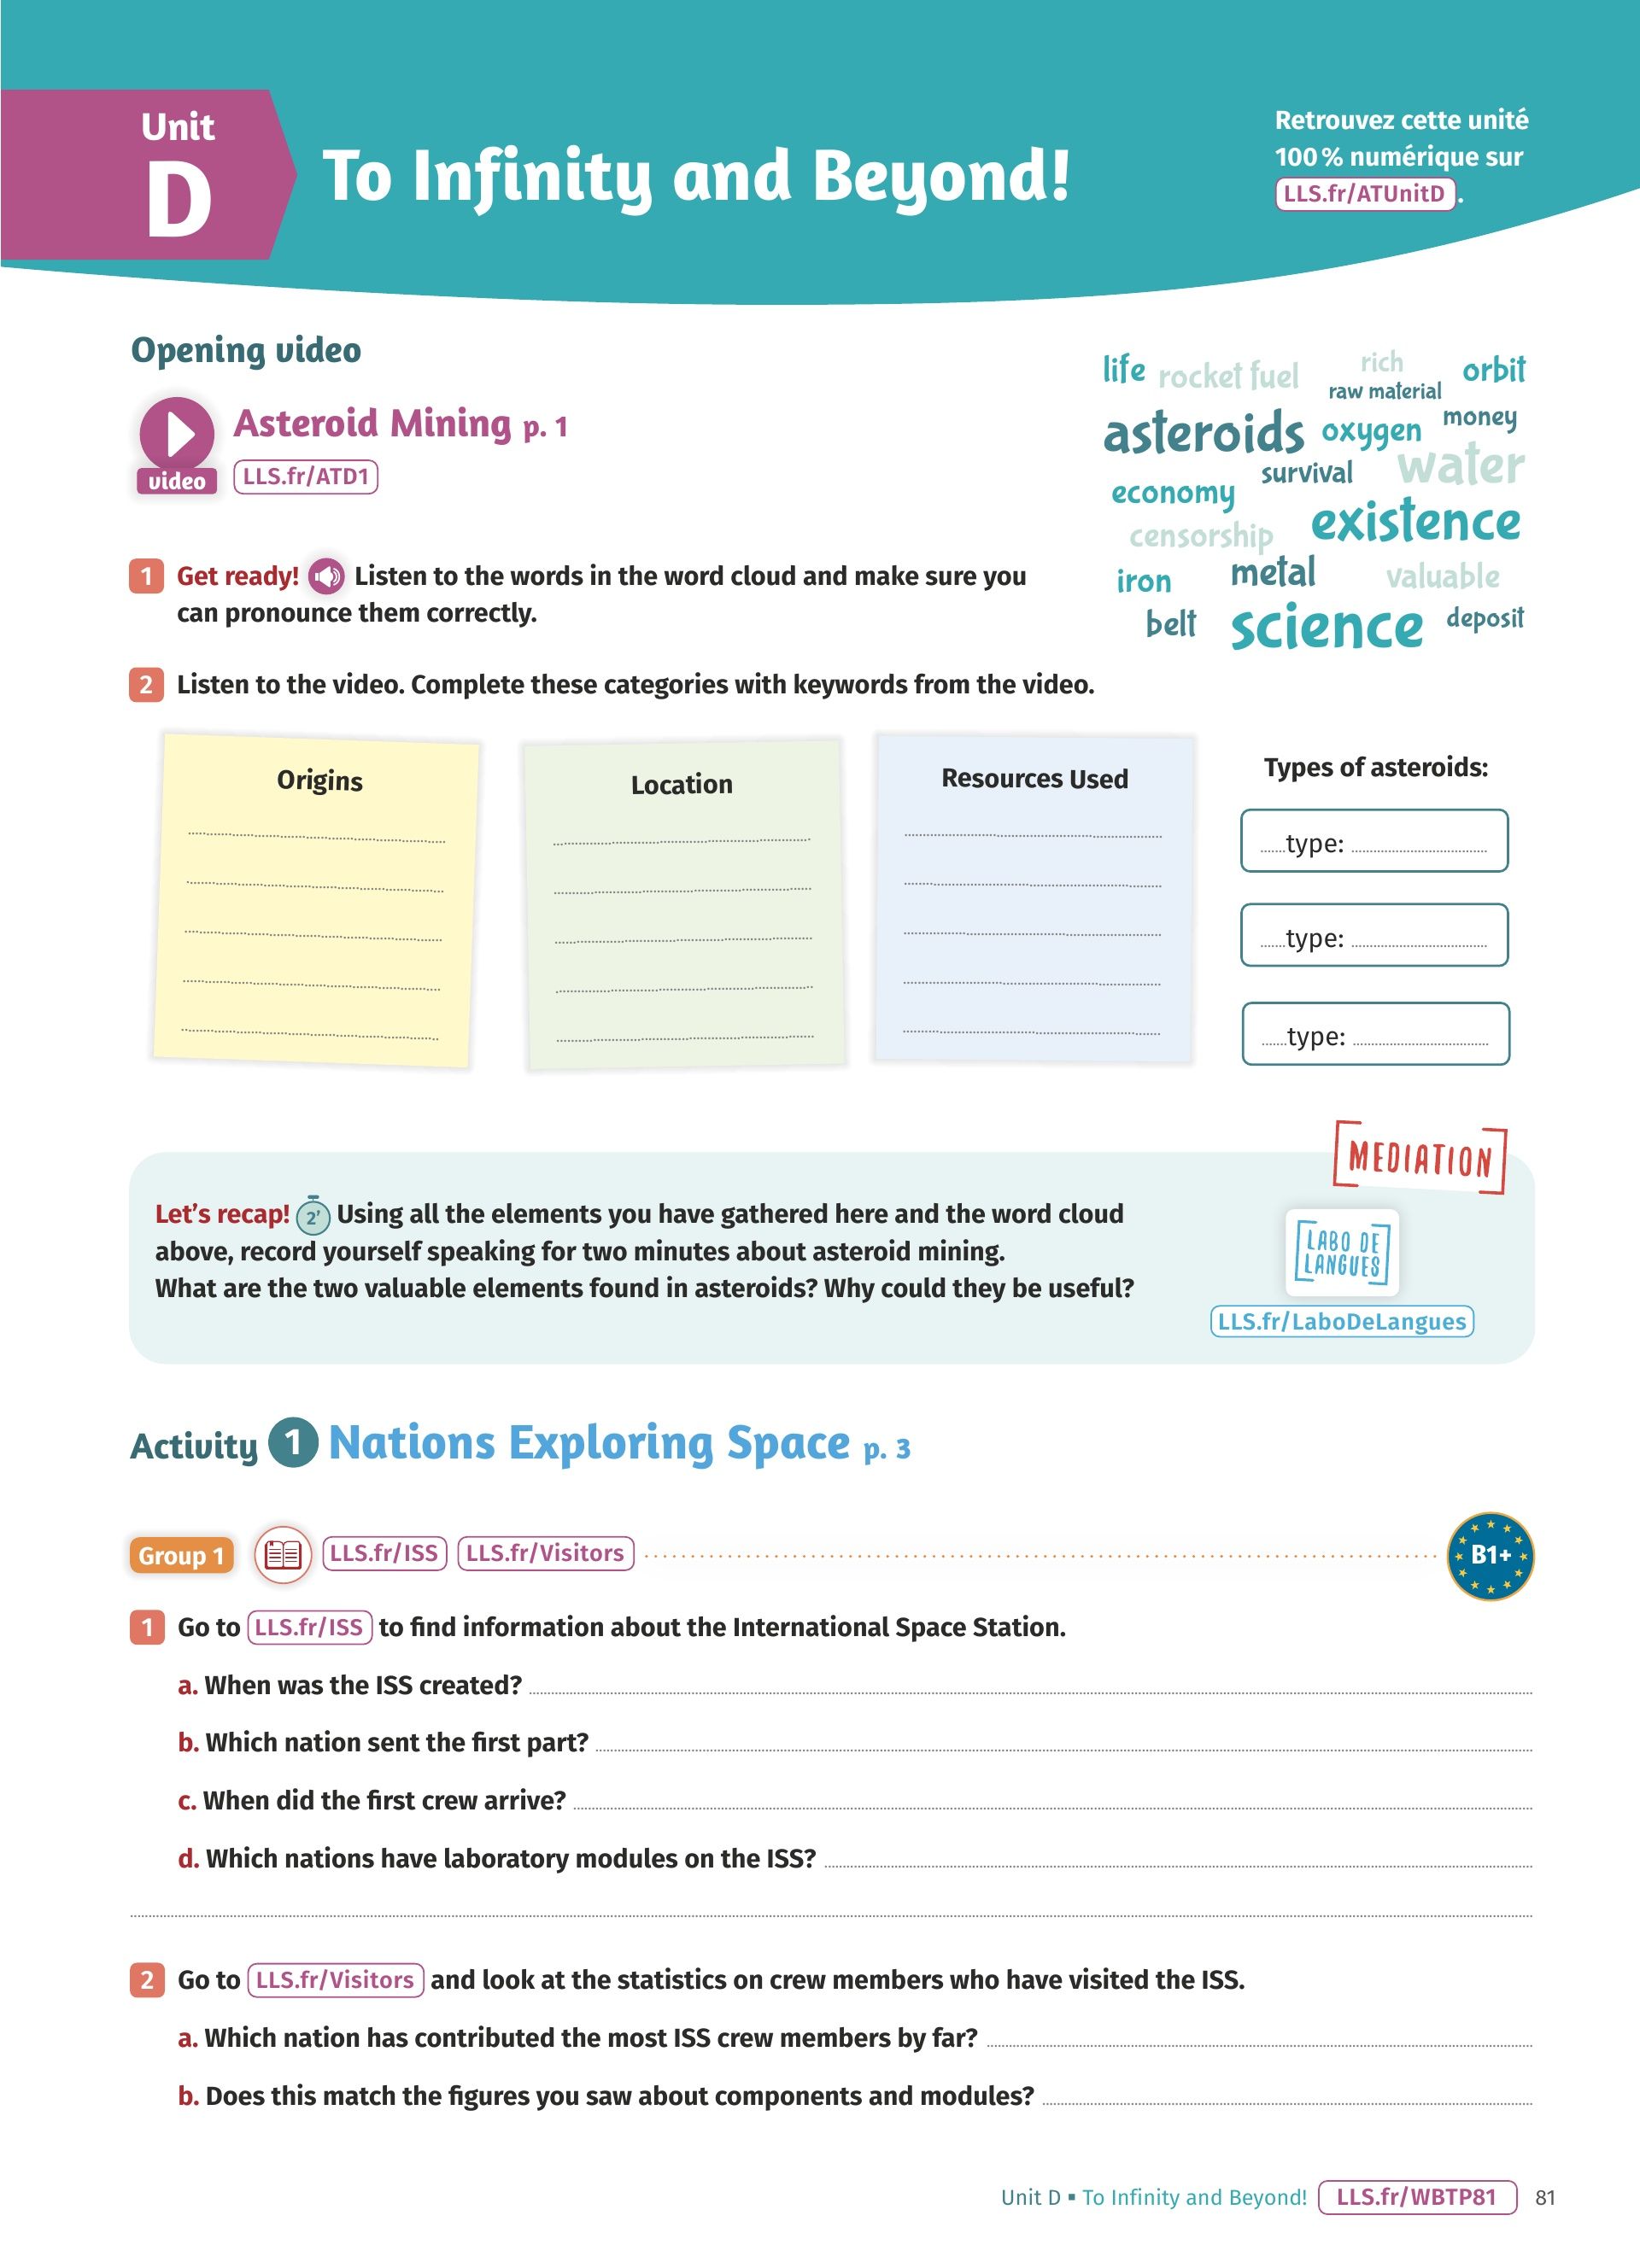 Unit
D
To Infinity and Beyond!
Retrouvez cette unité
100 % numérique sur
LLS.fr/ATUnitD.
Opening video
video
Asteroid Mining p. 1
LLS.fr/ATD1
life rocket fuel rich orbit
raw material
asteroids oxygen money
survival water
economy
censorship existence
iron metal valuable
belt science deposit
1 Get ready! Listen to the words in the word cloud and make sure you
can pronounce them correctly.
2 Listen to the video. Complete these categories with keywords from the video.
Origins
Location
Resources Used
Types of asteroids:
......type: ..............................
......type: ..............................
......type: ..............................
MEDIATION
Let's recap! 2' Using all the elements you have gathered here and the word cloud
above, record yourself speaking for two minutes about asteroid mining.
What are the two valuable elements found in asteroids? Why could they be useful?
LABO DE
LANGUES
LLS.fr/LaboDeLangues
Activity 1 Nations Exploring Space p. 3
Group 1 LLS.fr/ISS LLS.fr/Visitors B1+
1 Go to LLS.fr/ISS to find information about the International Space Station.
a. When was the ISS created?
b. Which nation sent the first part?
c. When did the first crew arrive?
d. Which nations have laboratory modules on the ISS?
2 Go to LLS.fr/Visitors and look at the statistics on crew members who have visited the ISS.
a. Which nation has contributed the most ISS crew members by far?
b. Does this match the figures you saw about components and modules?
Unit D ▪ To Infinity and Beyond! LLS.fr/WBTP81 81